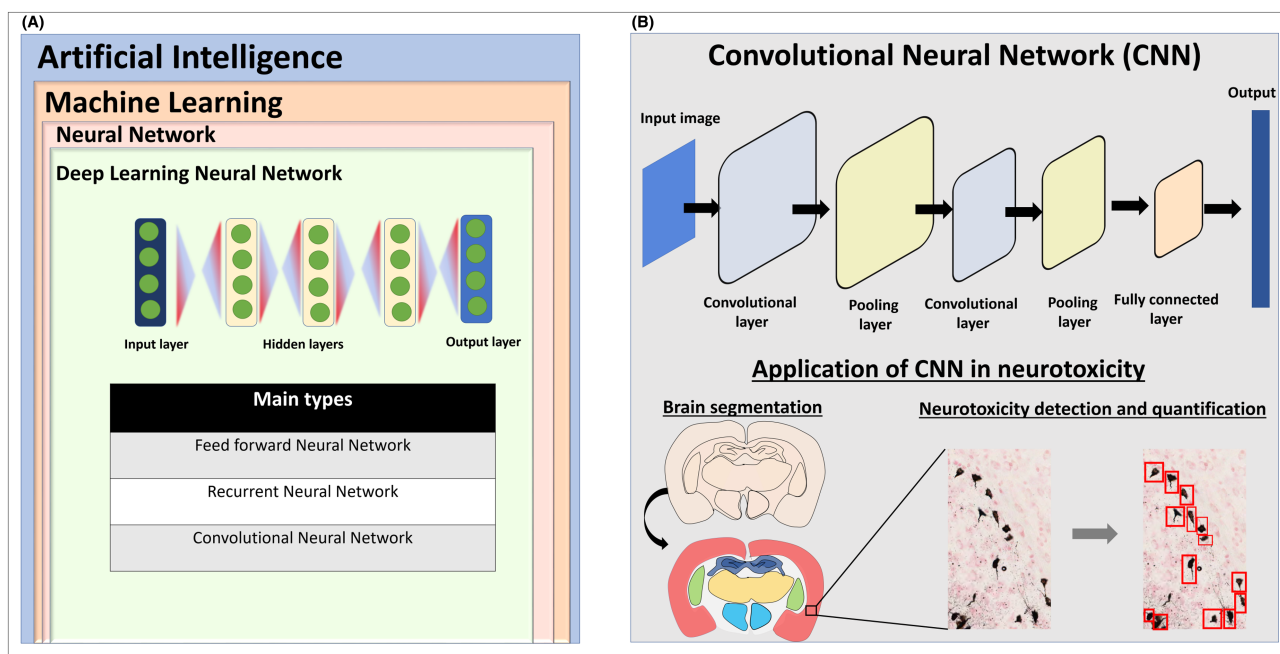 (A)
Artificial Intelligence
Machine Learning
Neural Network
Deep Learning Neural Network
Input layer
Hidden layers
Output layer
Main types
Feed forward Neural Network
Recurrent Neural Network
Convolutional Neural Network
(B)
Convolutional Neural Network (CNN)
Input image
Output
Convolutional
layer
Pooling
layer
Convolutional
layer
Pooling
layer
Fully connected
layer
Application of CNN in neurotoxicity
Brain segmentation
Neurotoxicity detection and quantification